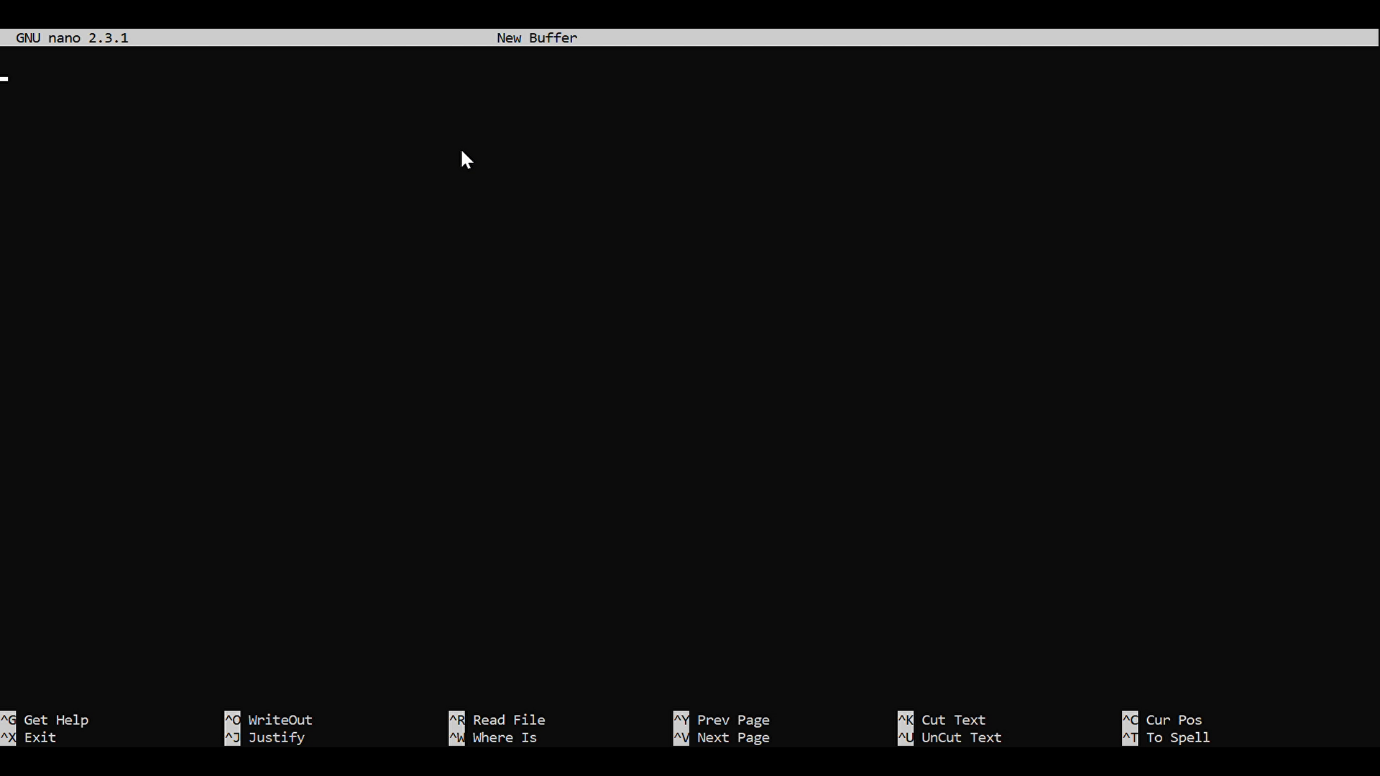 GNU nano 2.3.1 New Buffer
^G Get Help ^O WriteOut ^R Read File ^Y Prev Page ^K Cut Text ^C Cur Pos
^X Exit ^J Justify ^W Where Is ^V Next Page ^U UnCut Text ^T To Spell